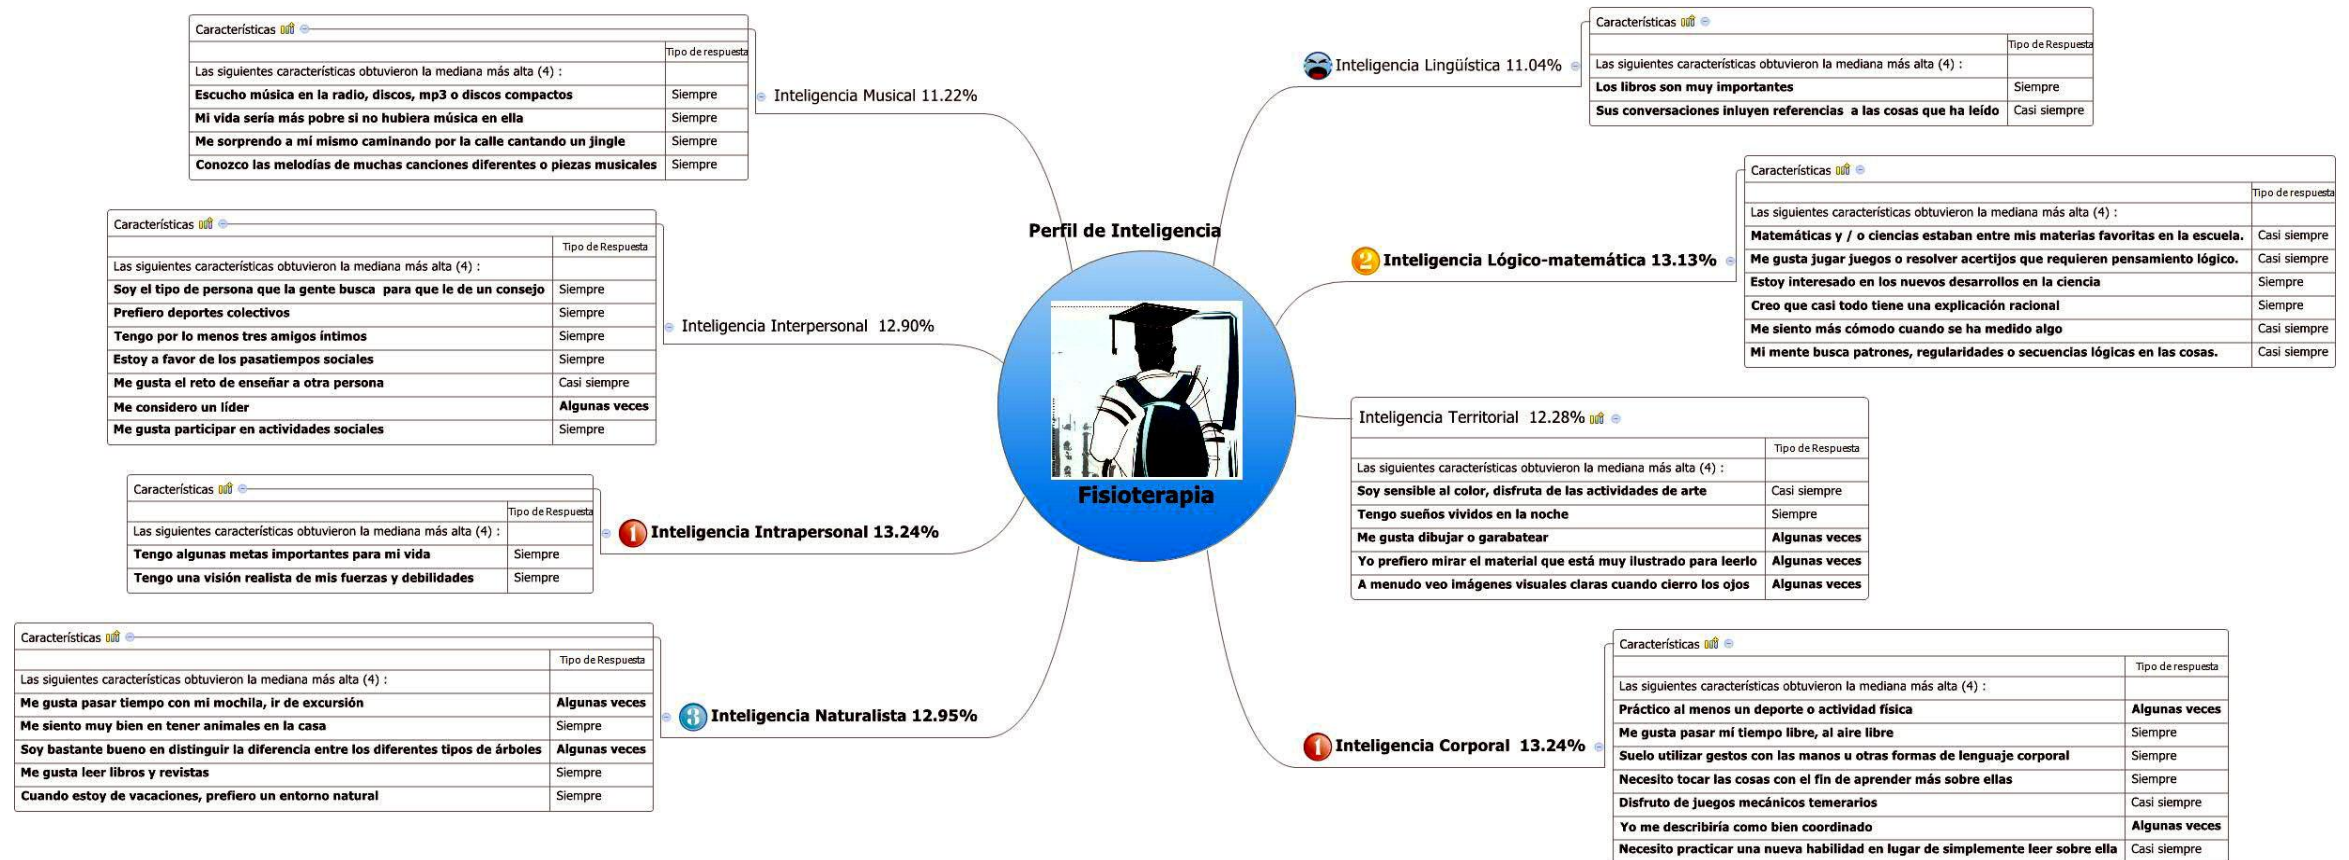 Perfil de Inteligencia
Fisioterapia
Inteligencia Musical 11.22%
Características
Tipo de respuesta
Las siguientes características obtuvieron la mediana más alta (4) :
Escucho música en la radio, discos, mp3 o discos compactos Siempre
Mi vida sería más pobre si no hubiera música en ella Siempre
Me sorprendo a mí mismo caminando por la calle cantando un jingle Siempre
Conozco las melodías de muchas canciones diferentes o piezas musicales Siempre
Inteligencia Interpersonal 12.90%
Características
Tipo de Respuesta
Las siguientes características obtuvieron la mediana más alta (4) :
Soy el tipo de persona que la gente busca para que le de un consejo Siempre
Prefiero deportes colectivos Siempre
Tengo por lo menos tres amigos íntimos Siempre
Estoy a favor de los pasatiempos sociales Siempre
Me gusta el reto de enseñar a otra persona Casi siempre
Me considero un líder Algunas veces
Me gusta participar en actividades sociales Siempre
1 Inteligencia Intrapersonal 13.24%
Características
Tipo de Respuesta
Las siguientes características obtuvieron la mediana más alta (4) :
Tengo algunas metas importantes para mi vida Siempre
Tengo una visión realista de mis fuerzas y debilidades Siempre
3 Inteligencia Naturalista 12.95%
Características
Tipo de Respuesta
Las siguientes características obtuvieron la mediana más alta (4) :
Me gusta pasar tiempo con mi mochila, ir de excursión Algunas veces
Me siento muy bien en tener animales en la casa Siempre
Soy bastante bueno en distinguir la diferencia entre los diferentes tipos de árboles Algunas veces
Me gusta leer libros y revistas Siempre
Cuando estoy de vacaciones, prefiero un entorno natural Siempre
Inteligencia Lingüística 11.04%
Características
Tipo de Respuesta
Las siguientes características obtuvieron la mediana más alta (4) :
Los libros son muy importantes Siempre
Sus conversaciones inluyen referencias a las cosas que ha leído Casi siempre
2 Inteligencia Lógico-matemática 13.13%
Características
Tipo de respuesta
Las siguientes características obtuvieron la mediana más alta (4) :
Matemáticas y / o ciencias estaban entre mis materias favoritas en la escuela. Casi siempre
Me gusta jugar juegos o resolver acertijos que requieren pensamiento lógico. Casi siempre
Estoy interesado en los nuevos desarrollos en la ciencia Siempre
Creo que casi todo tiene una explicación racional Siempre
Me siento más cómodo cuando se ha medido algo Casi siempre
Mi mente busca patrones, regularidades o secuencias lógicas en las cosas. Casi siempre
Inteligencia Territorial 12.28%
Tipo de Respuesta
Las siguientes características obtuvieron la mediana más alta (4) :
Soy sensible al color, disfruta de las actividades de arte Casi siempre
Tengo sueños vividos en la noche Siempre
Me gusta dibujar o garabatear Algunas veces
Yo prefiero mirar el material que está muy ilustrado para leerlo Algunas veces
A menudo veo imágenes visuales claras cuando cierro los ojos Algunas veces
1 Inteligencia Corporal 13.24%
Características
Tipo de respuesta
Las siguientes características obtuvieron la mediana más alta (4) :
Práctico al menos un deporte o actividad física Algunas veces
Me gusta pasar mí tiempo libre, al aire libre Siempre
Suelo utilizar gestos con las manos u otras formas de lenguaje corporal Siempre
Necesito tocar las cosas con el fin de aprender más sobre ellas Siempre
Disfruto de juegos mecánicos temerarios Casi siempre
Yo me describiría como bien coordinado Algunas veces
Necesito practicar una nueva habilidad en lugar de simplemente leer sobre ella Casi siempre